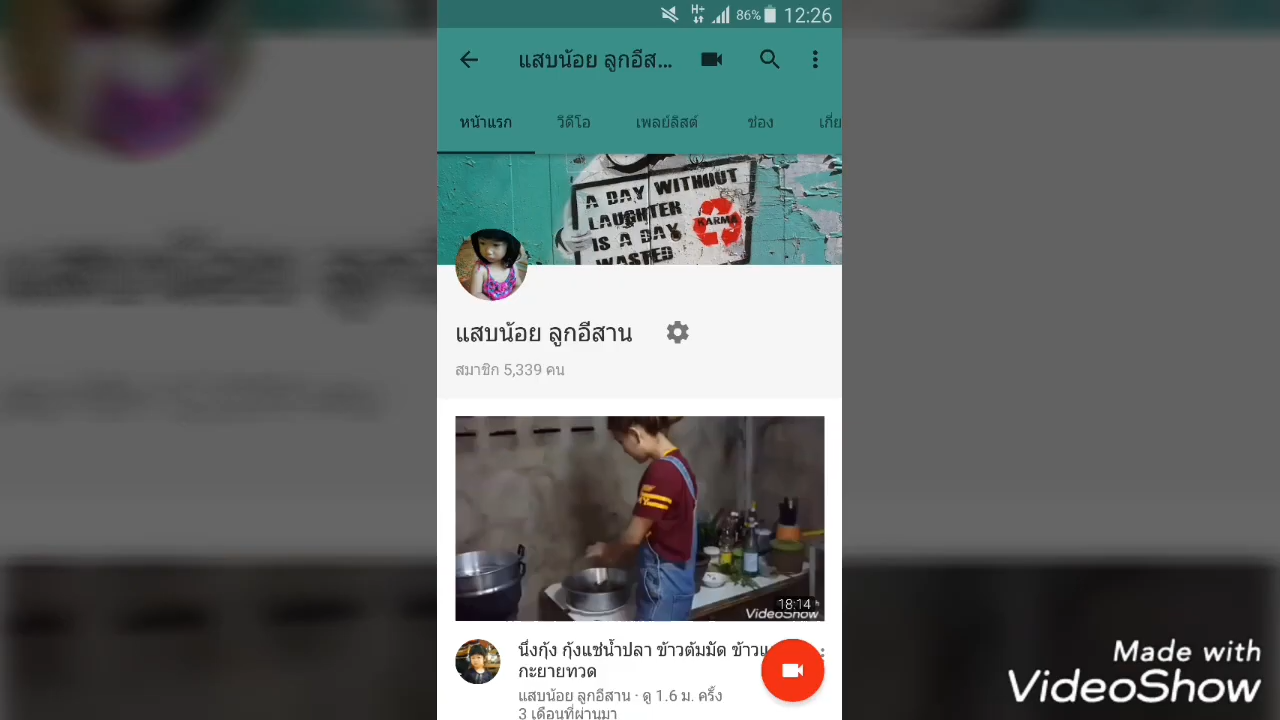 86% 12:26
แสบน้อย ลูกอีส...
หน้าแรก วิดีโอ เพลย์ลิสต์ ช่อง เกี่ย
A DAY WITHOUT
LAUGHTER
IS A DAY
WASTED
KARMA
แสบน้อย ลูกอีสาน
สมาชิก 5,339 คน
18:14
VideoShow
นึ่งกุ้ง กุ้งแช่น้ำปลา ข้าวต้มมัด ข้าวแ
กะยายทวด
แสบน้อย ลูกอีสาน · ดู 1.6 ม. ครั้ง
3 เดือนที่ผ่านมา
Made with
VideoShow